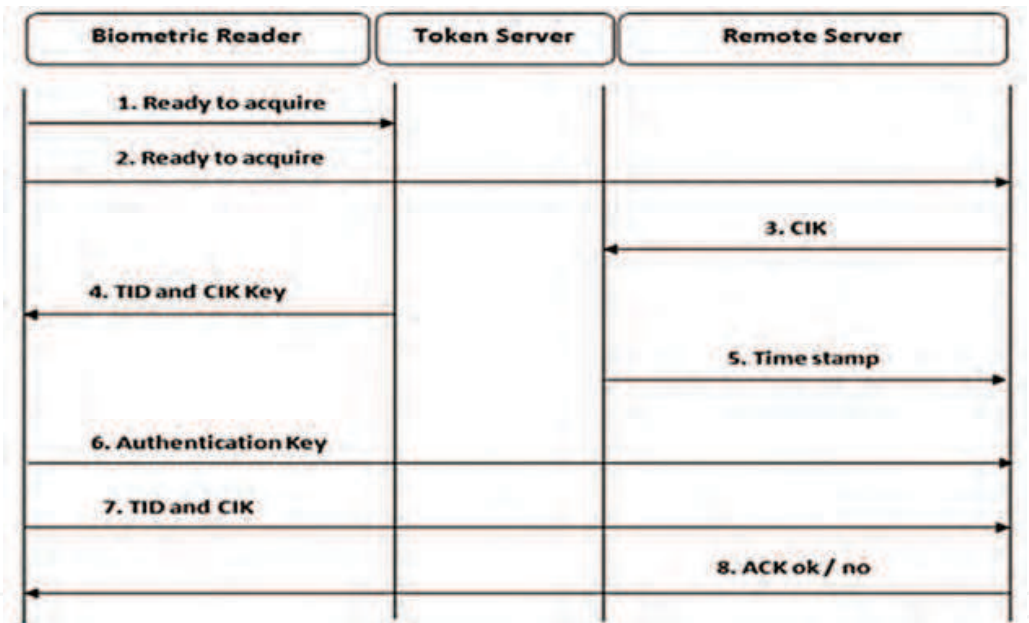 Biometric Reader
Token Server
Remote Server
1. Ready to acquire
2. Ready to acquire
3. CIK
4. TID and CIK Key
5. Time stamp
6. Authentication Key
7. TID and CIK
8. ACK ok / no